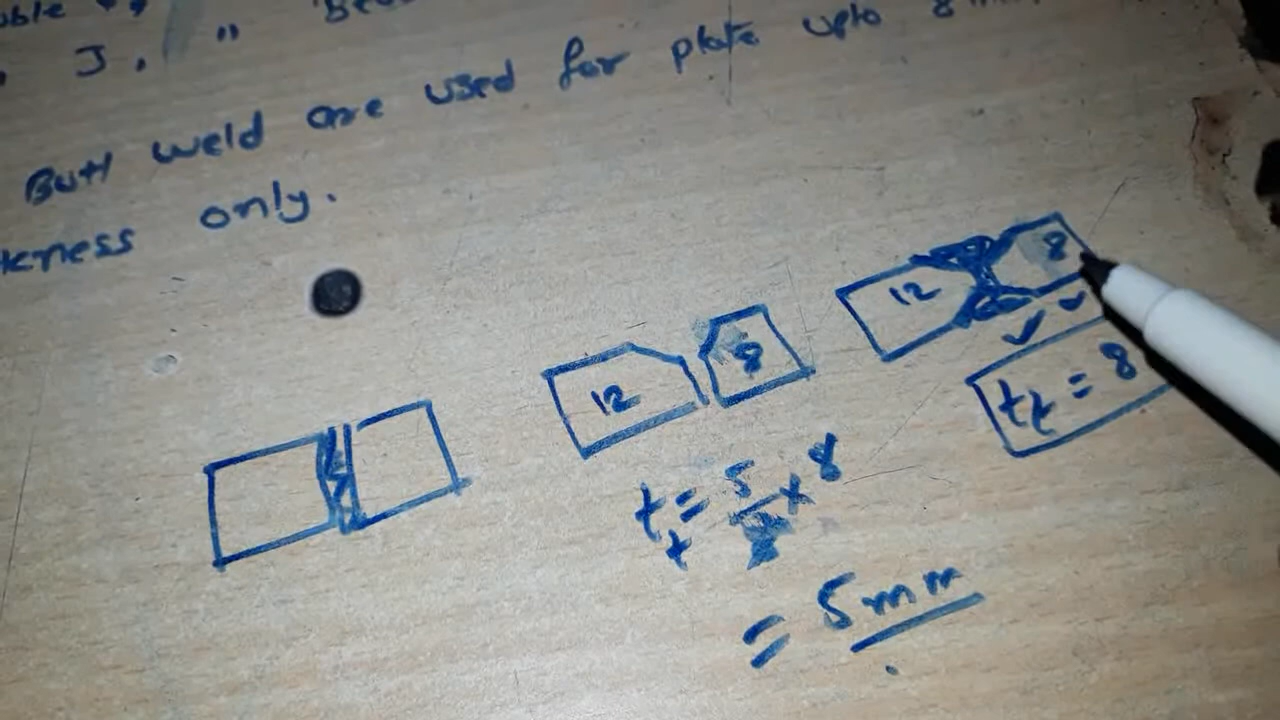 J, "
Butt weld are used for plate upto 8
only.
12 8
12 8
tt = 5/8 x 8
= 5mm
tt = 8